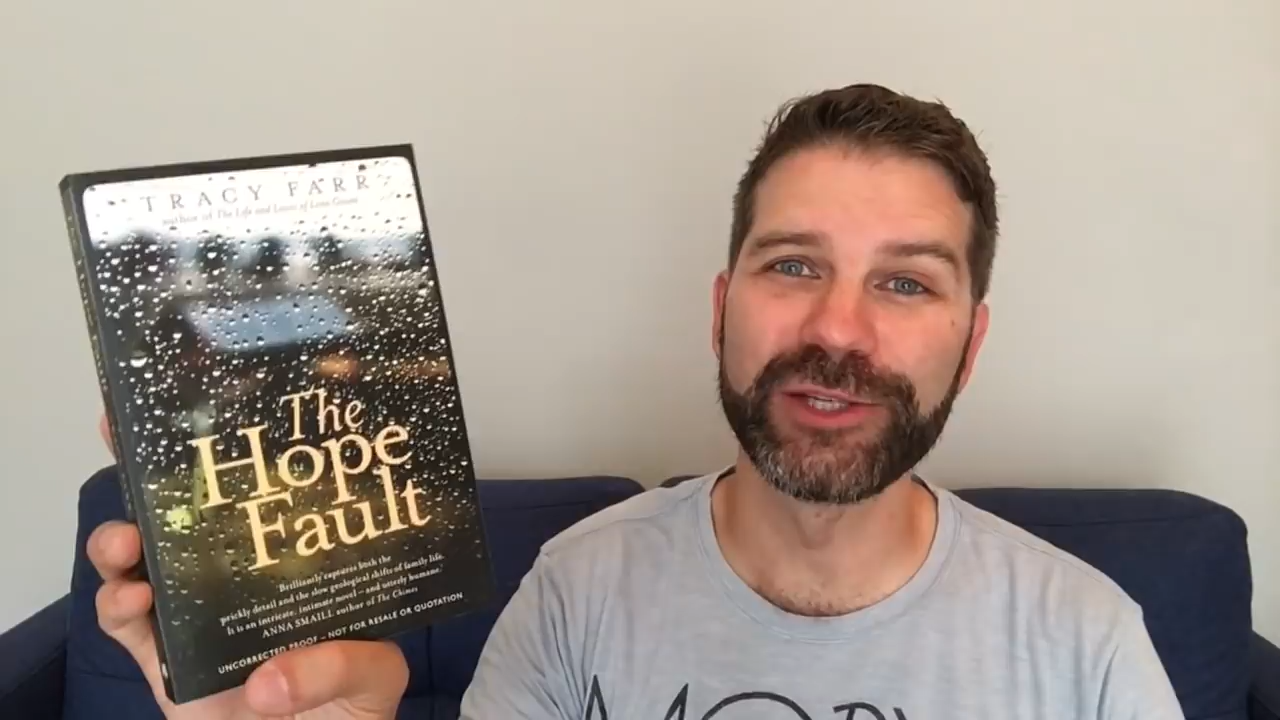 TRACY FARR
author of The Life and Loves of Lena Gaunt
The
Hope
Fault
'Brilliantly captures both the
prickly detail and the slow geological shifts of family life.
It is an intricate, intimate novel – and utterly humane.'
ANNA SMAILL author of The Chimes
UNCORRECTED PROOF – NOT FOR RESALE OR QUOTATION